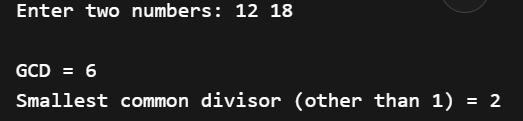 Enter two numbers: 12 18
GCD = 6
Smallest common divisor (other than 1) = 2